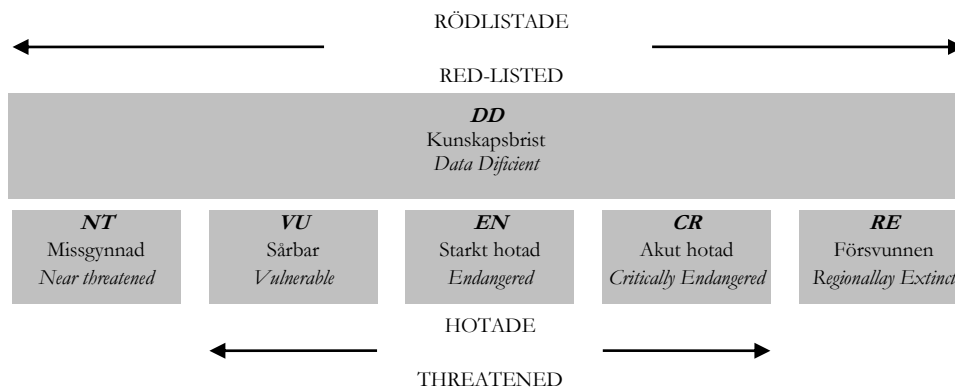 RÖDLISTADE
RED-LISTED
DD
Kunskapsbrist
Data Dificient
NT
Missgynnad
Near threatened
VU
Sårbar
Vulnerable
EN
Starkt hotad
Endangered
CR
Akut hotad
Critically Endangered
RE
Försvunnen
Regionallay Extinct
HOTADE
THREATENED